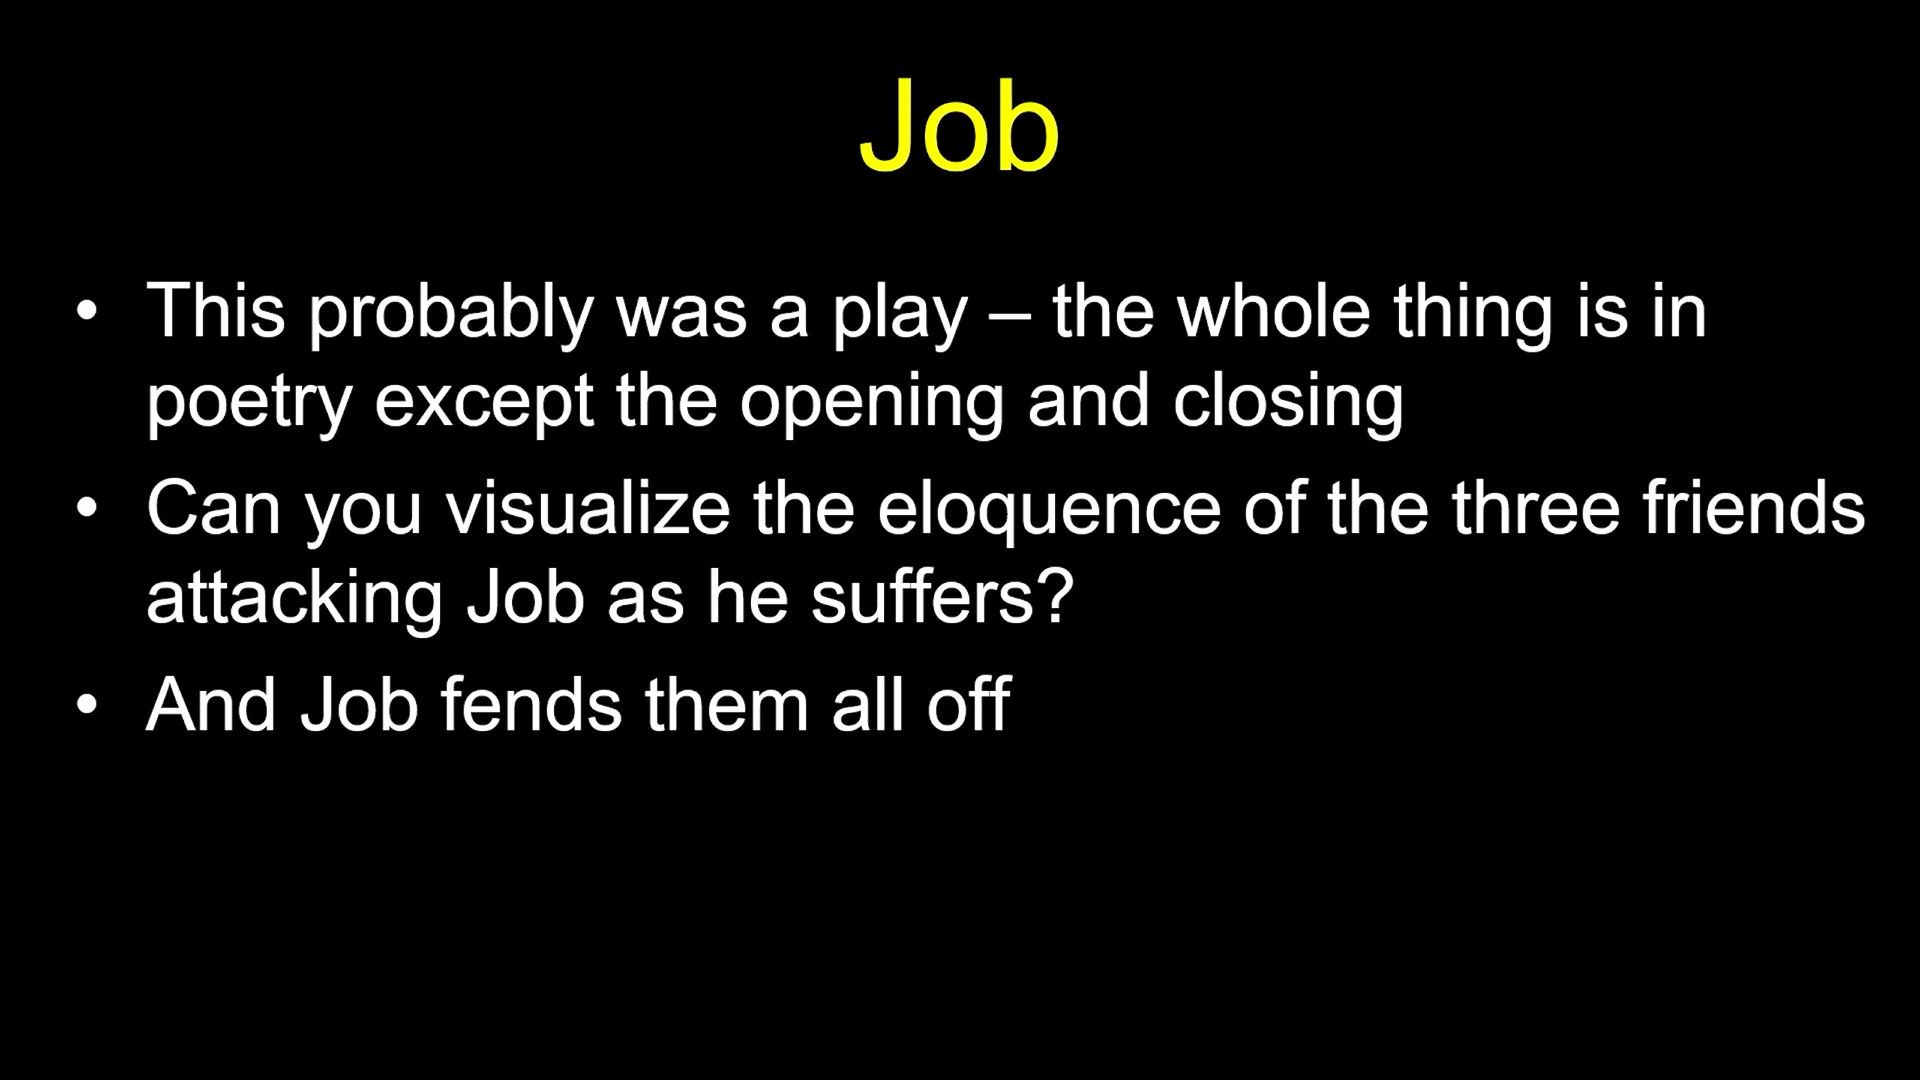 Job
• This probably was a play – the whole thing is in
poetry except the opening and closing
• Can you visualize the eloquence of the three friends
attacking Job as he suffers?
• And Job fends them all off